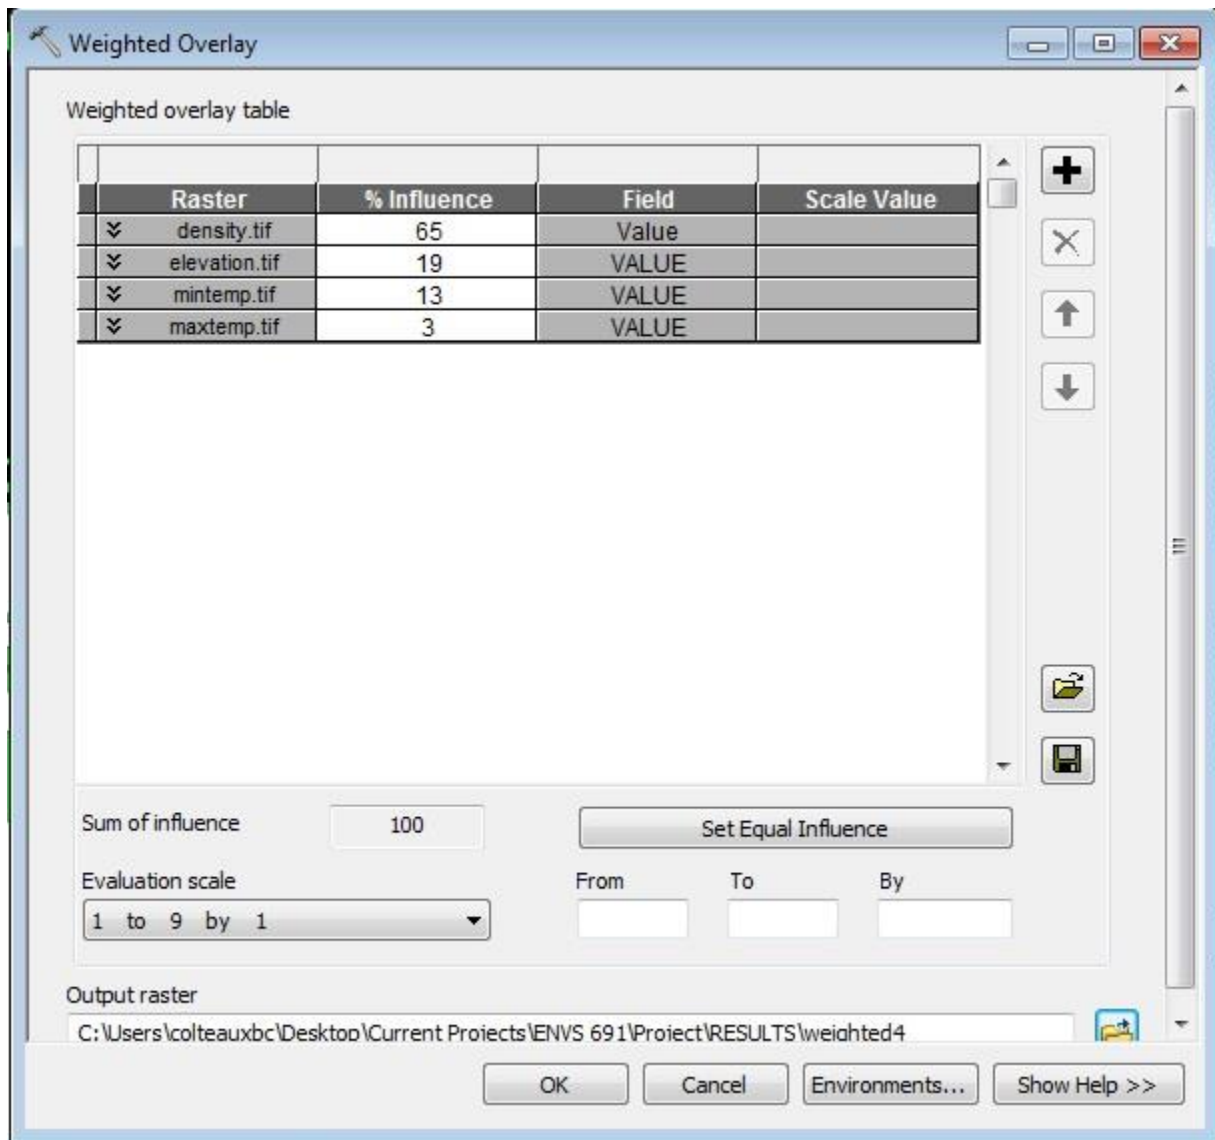 Weighted Overlay
Weighted overlay table
Raster % Influence Field Scale Value
density.tif 65 Value
elevation.tif 19 VALUE
mintemp.tif 13 VALUE
maxtemp.tif 3 VALUE
Sum of influence 100 Set Equal Influence
Evaluation scale From To By
1 to 9 by 1
Output raster
C:\Users\colteauxbc\Desktop\Current Projects\ENVS 691\Project\RESULTS\weighted4
OK Cancel Environments... Show Help >>